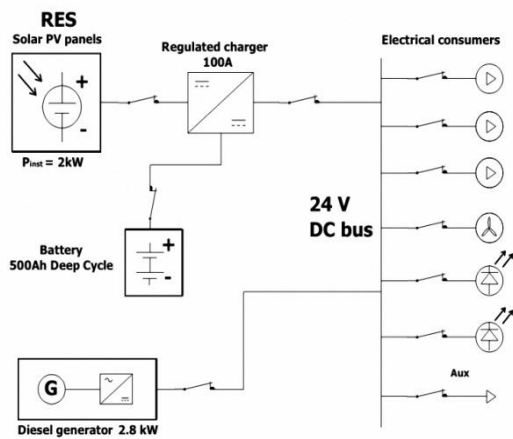 RES
Solar PV panels
+
-
Pinst = 2kW
Regulated charger
100A
Electrical consumers
24 V
DC bus
Battery
500Ah Deep Cycle
+
-
G
Diesel generator 2.8 kW
Aux